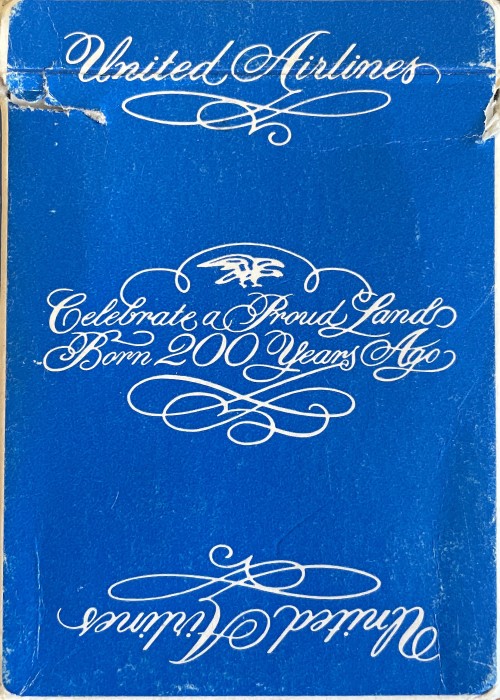 United Airlines
Celebrate a Proud Land
Born 200 Years Ago
United Airlines